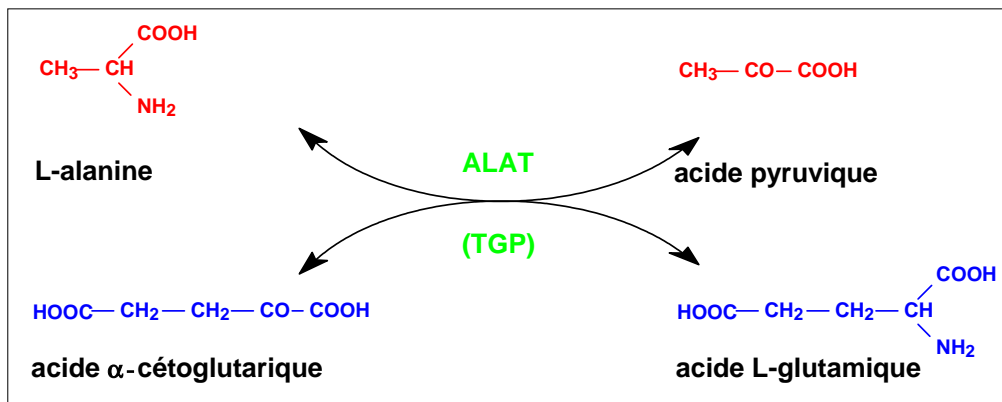 COOH
CH3— CH
NH2
L-alanine
CH3 — CO — COOH
acide pyruvique
ALAT
(TGP)
HOOC — CH2 — CH2 — CO — COOH
acide α-cétoglutarique
COOH
HOOC — CH2 — CH2 — CH
NH2
acide L-glutamique